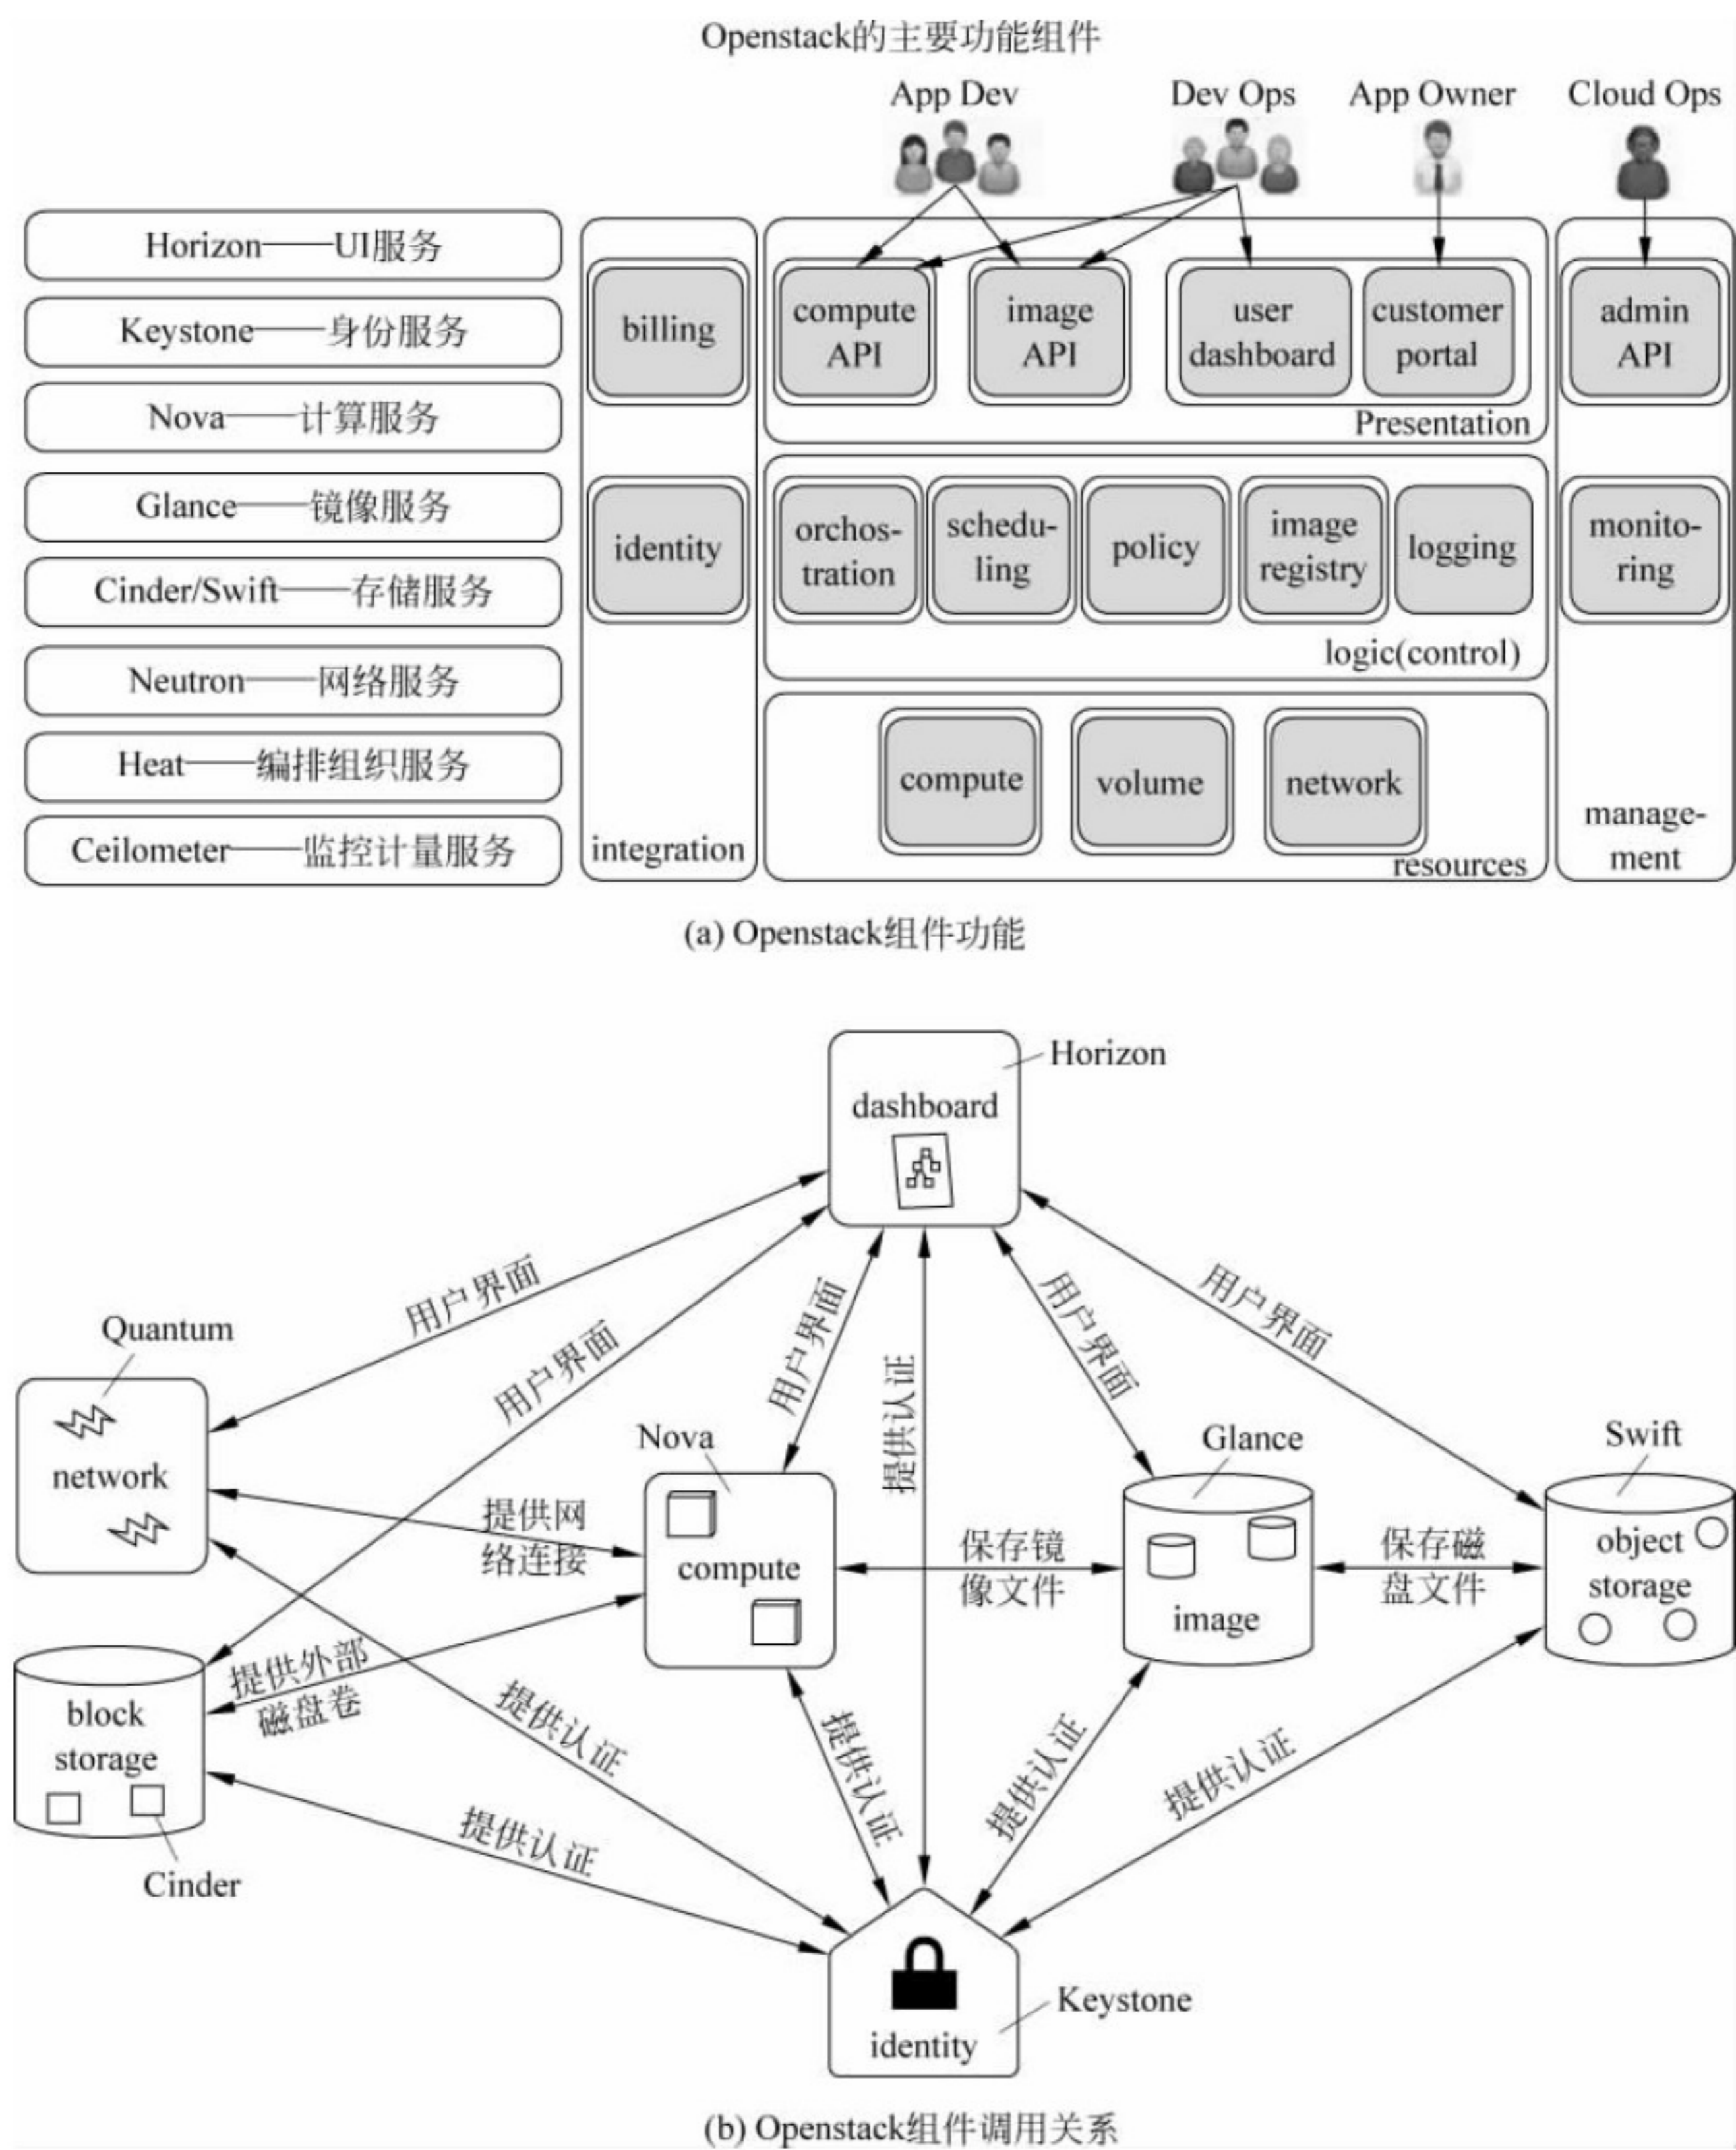 Openstack的主要功能组件
App Dev
Dev Ops
App Owner
Cloud Ops
Horizon——UI服务
Keystone——身份服务
Nova——计算服务
Glance——镜像服务
Cinder/Swift——存储服务
Neutron——网络服务
Heat——编排组织服务
Ceilometer——监控计量服务
billing
identity
integration
compute
API
image
API
user
dashboard
customer
portal
Presentation
orchos-
tration
schedu-
ling
policy
image
registry
logging
logic(control)
compute
volume
network
resources
admin
API
monito-
ring
manage-
ment
(a) Openstack组件功能
Horizon
dashboard
用户界面
用户界面
用户界面
提供认证
用户界面
用户界面
Quantum
network
Nova
compute
Glance
image
Swift
object
storage
提供网
络连接
保存镜
像文件
保存磁
盘文件
提供外部
磁盘卷
block
storage
Cinder
提供认证
提供认证
提供认证
提供认证
提供认证
identity
Keystone
(b) Openstack组件调用关系